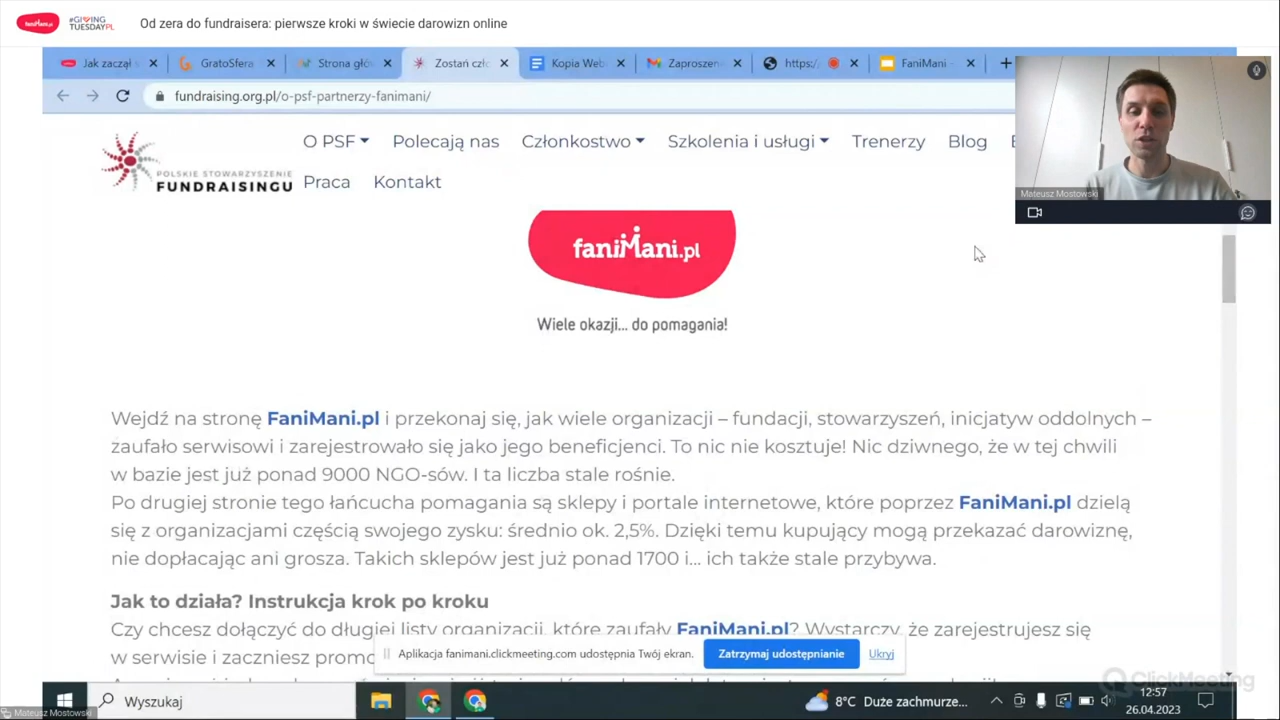 faniMani.pl
#GIVING
TUESDAYPL
Od zera do fundraisera: pierwsze kroki w świecie darowizn online
Jak zaczął
GratoSfera
Strona głó
Zostań czł
Kopia Web
Zaproszen
https:/
FaniMani -
fundraising.org.pl/o-psf-partnerzy-fanimani/
POLSKIE STOWARZYSZENIE
FUNDRAISINGU
O PSF
Polecają nas
Członkostwo
Szkolenia i usługi
Trenerzy
Blog
Praca
Kontakt
Mateusz Mostowski
faniMani.pl
Wiele okazji... do pomagania!
Wejdź na stronę FaniMani.pl i przekonaj się, jak wiele organizacji – fundacji, stowarzyszeń, inicjatyw oddolnych –
zaufało serwisowi i zarejestrowało się jako jego beneficjenci. To nic nie kosztuje! Nic dziwnego, że w tej chwili
w bazie jest już ponad 9000 NGO-sów. I ta liczba stale rośnie.
Po drugiej stronie tego łańcucha pomagania są sklepy i portale internetowe, które poprzez FaniMani.pl dzielą
się z organizacjami częścią swojego zysku: średnio ok. 2,5%. Dzięki temu kupujący mogą przekazać darowiznę,
nie dopłacając ani grosza. Takich sklepów jest już ponad 1700 i... ich także stale przybywa.
Jak to działa? Instrukcja krok po kroku
Czy chcesz dołączyć do długiej listy organizacji, które zaufały FaniMani.pl? Wystarczy, że zarejestrujesz się
w serwisie i zaczniesz promo
Aplikacja fanimani.clickmeeting.com udostępnia Twój ekran.
Zatrzymaj udostępnianie
Ukryj
ClickMeeting
Wyszukaj
8°C Duże zachmurze...
12:57
26.04.2023
Mateusz Mostowski